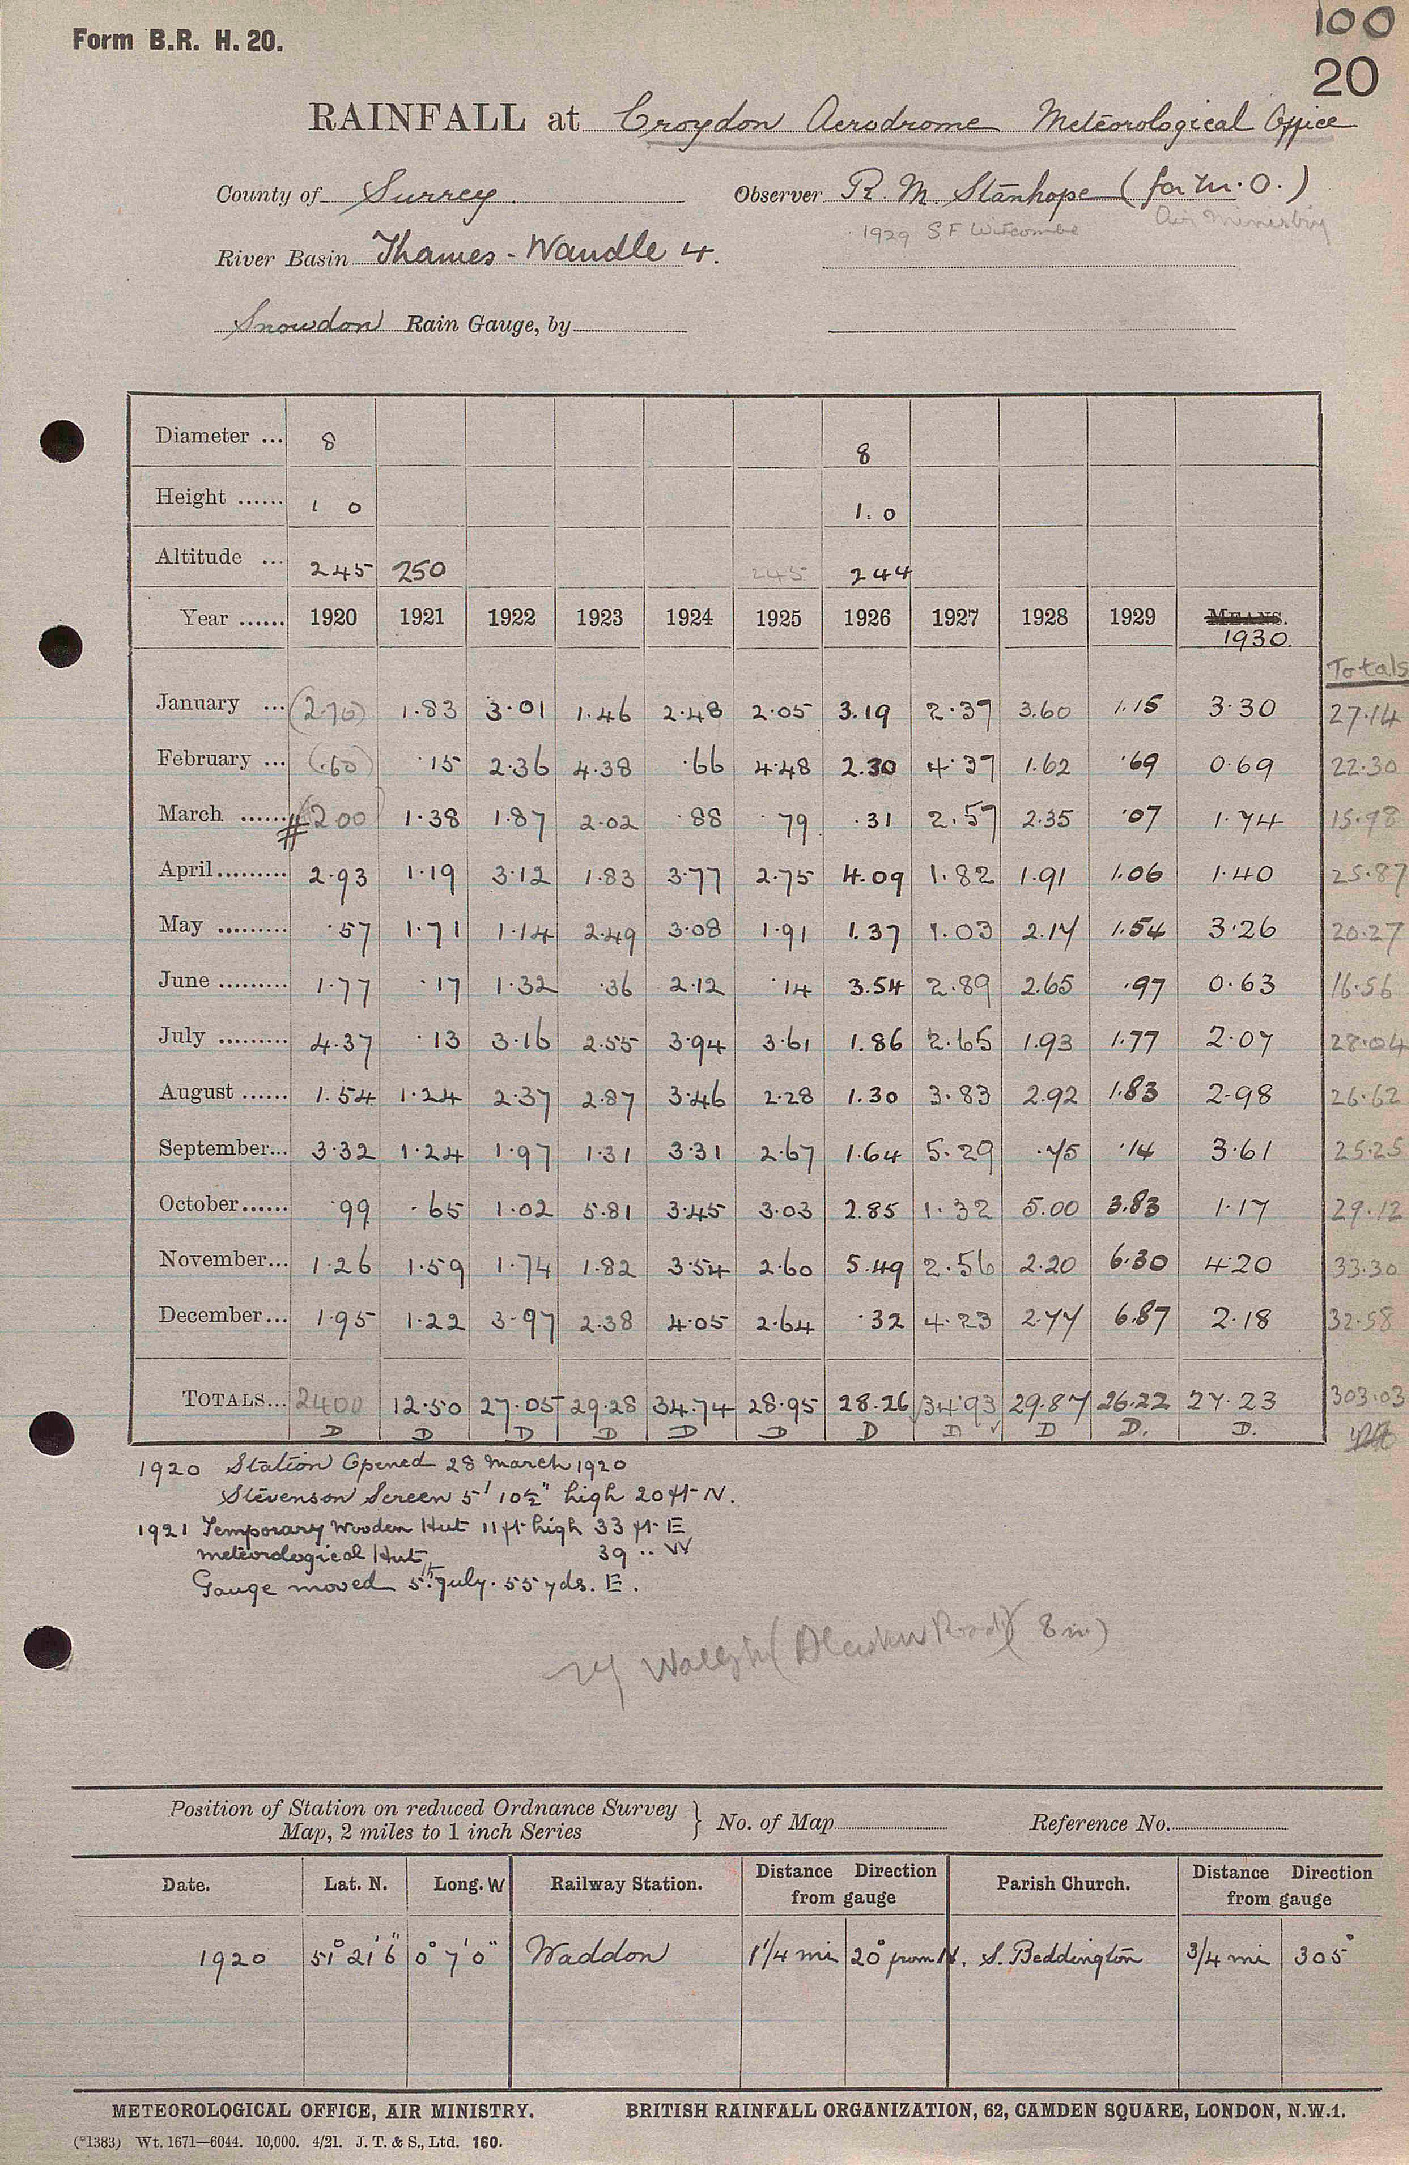 100
Form B.R. H. 20.
20
RAINFALL at Croydon Aerodrome Meteorological Office
County of Surrey. Observer R. M. Stanhope (for M.O.)
1929 S F Witcombe Air Ministry
River Basin Thames - Wandle 4.
Snowdon Rain Gauge, by
Diameter ... 8 8
Height ...... 1 0 1. 0
Altitude ... 245 250 245 244
Year ...... 1920 1921 1922 1923 1924 1925 1926 1927 1928 1929 MEANS.
1930.
Totals
January ... (2.70) 1.83 3.01 1.46 2.48 2.05 3.19 2.37 3.60 1.15 3.30 27.14
February ... (.60) .15 2.36 4.38 .66 4.48 2.30 4.37 1.62 .69 0.69 22.30
March ...... # (2.00) 1.38 1.87 2.02 .88 .79 .31 2.57 2.35 .07 1.74 15.98
April ......... 2.93 1.19 3.12 1.83 3.77 2.75 4.09 1.82 1.91 1.06 1.40 25.87
May ......... .57 1.71 1.14 2.49 3.08 1.91 1.37 1.03 2.17 1.54 3.26 20.27
June ......... 1.77 .17 1.32 .36 2.12 .14 3.54 2.89 2.65 .97 0.63 16.56
July ......... 4.37 .13 3.16 2.55 3.94 3.61 1.86 2.65 1.93 1.77 2.07 28.04
August ...... 1.54 1.24 2.37 2.87 3.46 2.28 1.30 3.83 2.92 1.83 2.98 26.62
September... 3.32 1.24 1.97 1.31 3.31 2.67 1.64 5.29 .75 .14 3.61 25.25
October...... .99 .65 1.02 5.81 3.45 3.03 2.85 1.32 5.00 3.83 1.17 29.12
November... 1.26 1.59 1.74 1.82 3.54 2.60 5.49 2.56 2.20 6.30 4.20 33.30
December... 1.95 1.22 3.97 2.38 4.05 2.64 .32 4.23 2.77 6.87 2.18 32.58
TOTALS... 24.00 12.50 27.05 29.28 34.74 28.95 28.26 34.93 29.87 26.22 27.23 303.03
D D D D D D D D ✓ D D. D.
1920 Station Opened 28 March 1920
Stevenson Screen 5' 10½" high 20 ft N.
1921 Temporary Wooden Hut 11 ft high 33 ft E
Meteorological Hut " 39 .. W
Gauge moved 5th July. 55 yds. E.
(8 in)
Position of Station on reduced Ordnance Survey
Map, 2 miles to 1 inch Series } No. of Map Reference No.
Date. Lat. N. Long. W Railway Station. Distance Direction from gauge Parish Church. Distance Direction from gauge
1920 51° 21' 6" 0° 7' 0" Waddon 1 1/4 mi 20° from N. S. Beddington 3/4 mi 305°
METEOROLOGICAL OFFICE, AIR MINISTRY. BRITISH RAINFALL ORGANIZATION, 62, CAMDEN SQUARE, LONDON, N.W.1.
(*1383) Wt. 1671—6044. 10,000. 4/21. J. T. & S., Ltd. 160.